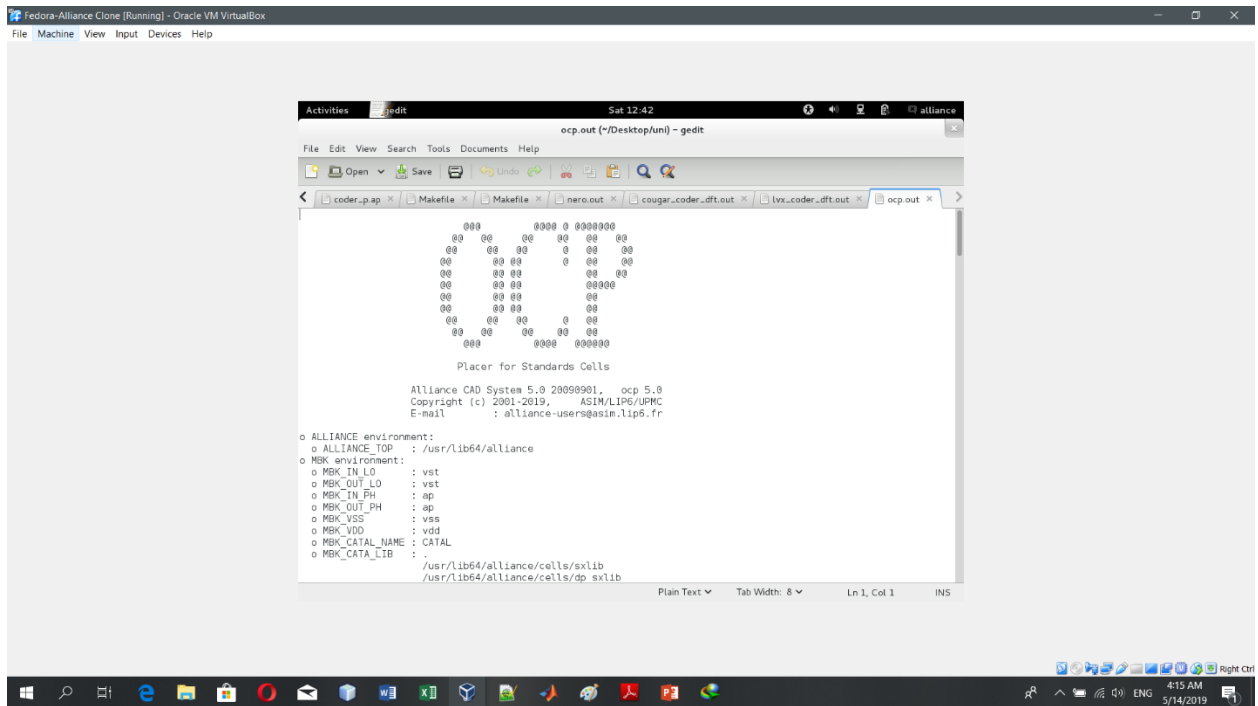 Fedora-Alliance Clone [Running] - Oracle VM VirtualBox
File Machine View Input Devices Help
Activities gedit Sat 12:42 alliance
ocp.out (~/Desktop/uni) – gedit
File Edit View Search Tools Documents Help
Open Save Undo
coder_p.ap × Makefile × Makefile × nero.out × cougar_coder_dft.out × lvx_coder_dft.out × ocp.out ×
@@@ @@@@ @ @@@@@@@
@@ @@ @@ @@ @@ @@
@@ @@ @@ @ @@ @@
@@ @@ @@ @ @@ @@
@@ @@ @@ @@ @@
@@ @@ @@ @@@@@
@@ @@ @@ @@
@@ @@ @@ @@
@@ @@ @@ @ @@
@@ @@ @@ @@ @@
@@@ @@@@ @@@@@@
Placer for Standards Cells
Alliance CAD System 5.0 20090901, ocp 5.0
Copyright (c) 2001-2019, ASIM/LIP6/UPMC
E-mail : alliance-users@asim.lip6.fr
o ALLIANCE environment:
o ALLIANCE_TOP : /usr/lib64/alliance
o MBK environment:
o MBK_IN_LO : vst
o MBK_OUT_LO : vst
o MBK_IN_PH : ap
o MBK_OUT_PH : ap
o MBK_VSS : vss
o MBK_VDD : vdd
o MBK_CATAL_NAME : CATAL
o MBK_CATA_LIB : .
/usr/lib64/alliance/cells/sxlib
/usr/lib64/alliance/cells/dp_sxlib
Plain Text Tab Width: 8 Ln 1, Col 1 INS
Right Ctrl
ENG 4:15 AM
5/14/2019